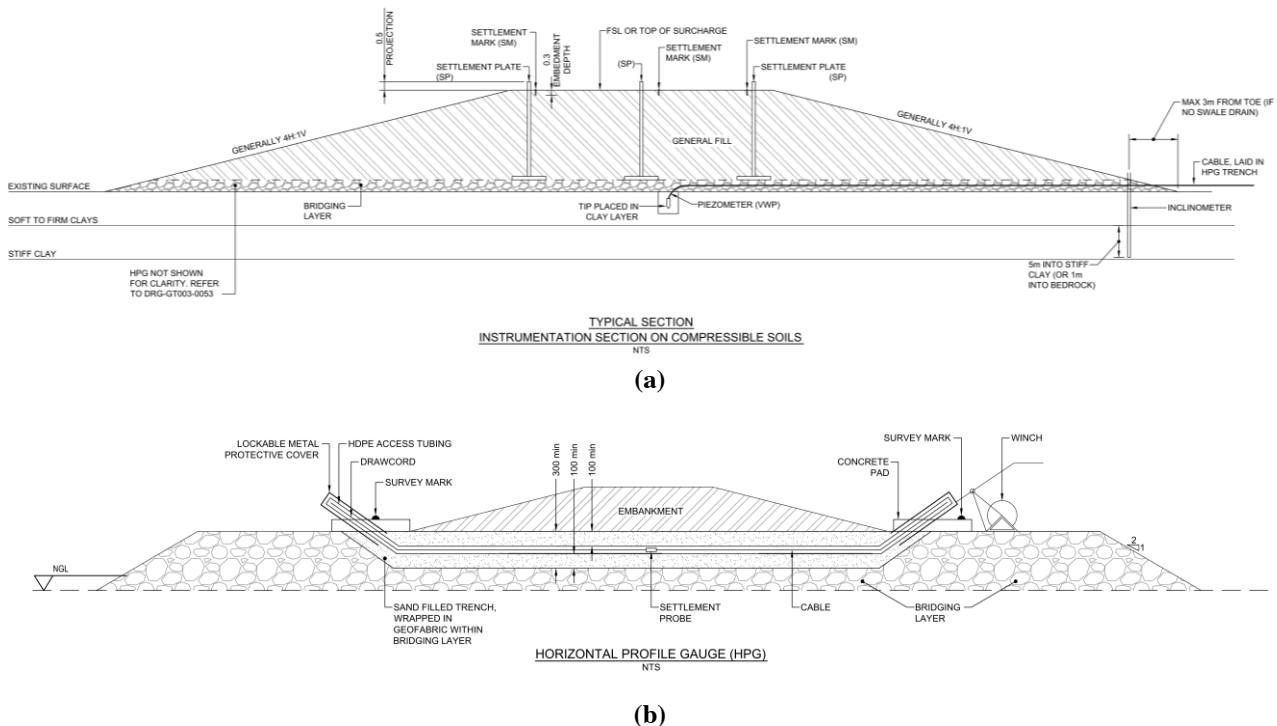 0.5
PROJECTION
SETTLEMENT
MARK (SM)
0.3
EMBEDMENT
DEPTH
FSL OR TOP OF SURCHARGE
SETTLEMENT MARK (SM)
SETTLEMENT PLATE
(SP)
(SP)
SETTLEMENT
MARK (SM)
SETTLEMENT PLATE
(SP)
MAX 3m FROM TOE (IF
NO SWALE DRAIN)
GENERALLY 4H:1V
GENERALLY 4H:1V
GENERAL FILL
CABLE, LAID IN
HPG TRENCH
EXISTING SURFACE
BRIDGING
LAYER
TIP PLACED IN
CLAY LAYER
PIEZOMETER (VWP)
INCLINOMETER
SOFT TO FIRM CLAYS
STIFF CLAY
HPG NOT SHOWN
FOR CLARITY. REFER
TO DRG-GT003-0053
5m INTO STIFF
CLAY (OR 1m
INTO BEDROCK)
TYPICAL SECTION
INSTRUMENTATION SECTION ON COMPRESSIBLE SOILS
NTS
(a)
LOCKABLE METAL
PROTECTIVE COVER
HDPE ACCESS TUBING
DRAWCORD
SURVEY MARK
300 min
100 min
100 min
CONCRETE
PAD
SURVEY MARK
WINCH
EMBANKMENT
2
1
NGL
SAND FILLED TRENCH,
WRAPPED IN
GEOFABRIC WITHIN
BRIDGING LAYER
SETTLEMENT
PROBE
CABLE
BRIDGING
LAYER
HORIZONTAL PROFILE GAUGE (HPG)
NTS
(b)